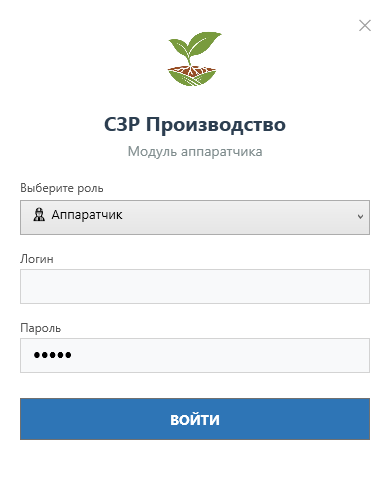 СЗР Производство
Модуль аппаратчика
Выберите роль
Аппаратчик
Логин
Пароль
•••••
ВОЙТИ